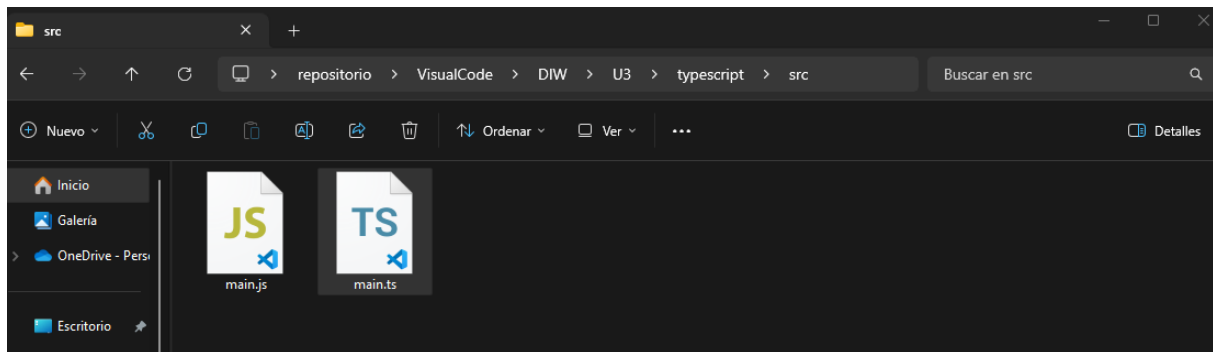 src
repositorio > VisualCode > DIW > U3 > typescript > src
Buscar en src
Nuevo
Ordenar
Ver
Detalles
Inicio
Galería
OneDrive - Perso
Escritorio
JS
TS
main.js
main.ts